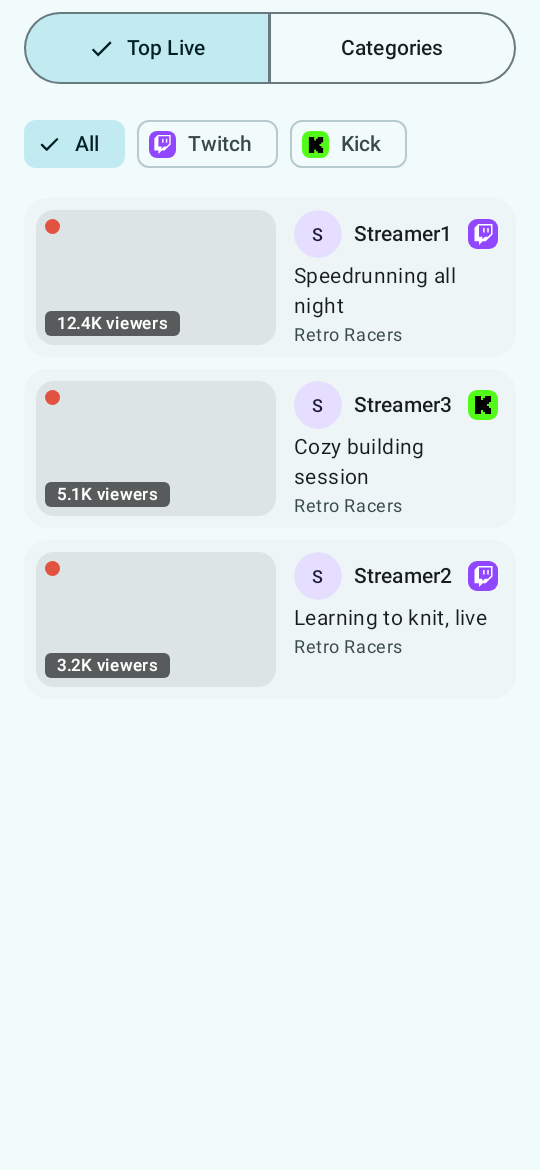 Top Live
Categories
All
Twitch
Kick
S
Streamer1
Speedrunning all
night
Retro Racers
12.4K viewers
S
Streamer3
Cozy building
session
Retro Racers
5.1K viewers
S
Streamer2
Learning to knit, live
Retro Racers
3.2K viewers